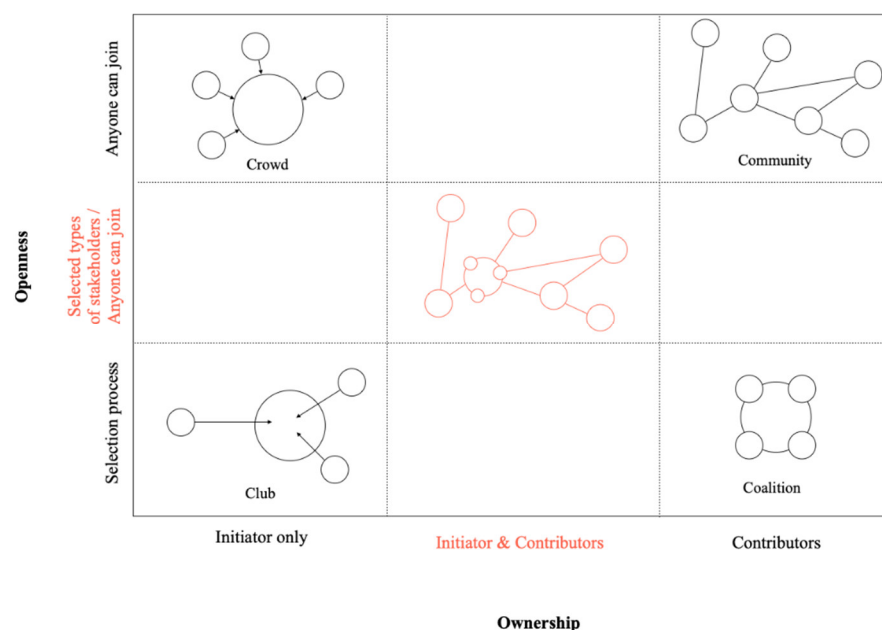 Anyone can join
Crowd
Community
Openness
Selected types
of stakeholders /
Anyone can join
Selection process
Club
Coalition
Initiator only
Initiator & Contributors
Contributors
Ownership